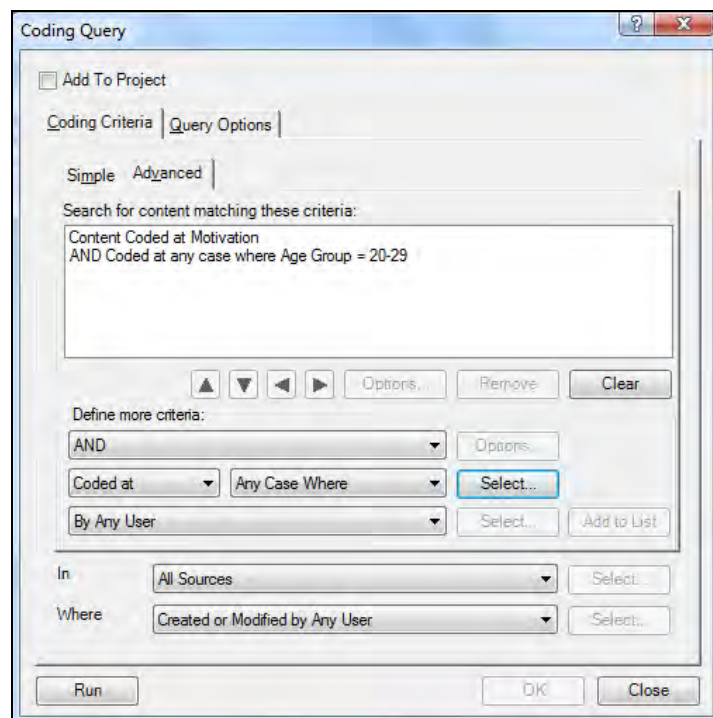 Coding Query
Add To Project
Coding Criteria Query Options
Simple Advanced
Search for content matching these criteria:
Content Coded at Motivation
AND Coded at any case where Age Group = 20-29
Options... Remove Clear
Define more criteria:
AND Options...
Coded at Any Case Where Select...
By Any User Select... Add to List
In All Sources Select...
Where Created or Modified by Any User Select...
Run OK Close